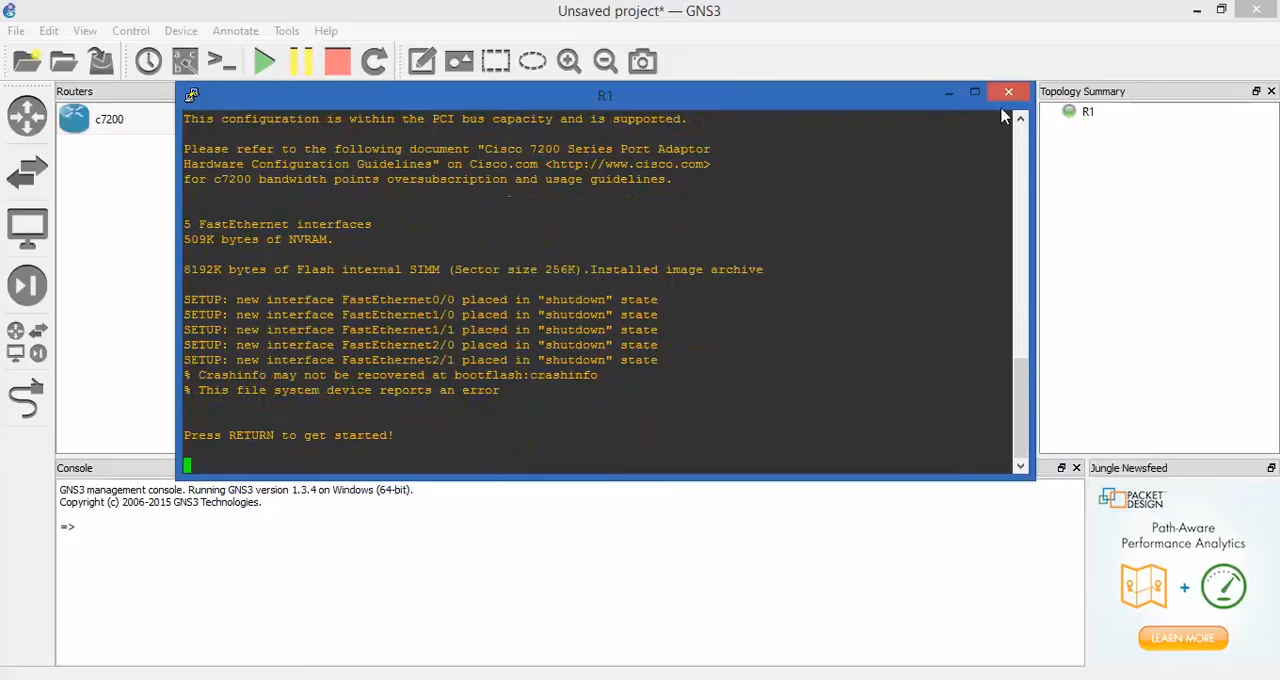 Unsaved project* — GNS3
File Edit View Control Device Annotate Tools Help
Routers
c7200
R1
This configuration is within the PCI bus capacity and is supported.
Please refer to the following document "Cisco 7200 Series Port Adaptor
Hardware Configuration Guidelines" on Cisco.com <http://www.cisco.com>
for c7200 bandwidth points oversubscription and usage guidelines.
5 FastEthernet interfaces
509K bytes of NVRAM.
8192K bytes of Flash internal SIMM (Sector size 256K).Installed image archive
SETUP: new interface FastEthernet0/0 placed in "shutdown" state
SETUP: new interface FastEthernet1/0 placed in "shutdown" state
SETUP: new interface FastEthernet1/1 placed in "shutdown" state
SETUP: new interface FastEthernet2/0 placed in "shutdown" state
SETUP: new interface FastEthernet2/1 placed in "shutdown" state
% Crashinfo may not be recovered at bootflash:crashinfo
% This file system device reports an error
Press RETURN to get started!
Topology Summary
R1
Console
GNS3 management console. Running GNS3 version 1.3.4 on Windows (64-bit).
Copyright (c) 2006-2015 GNS3 Technologies.
=>
Jungle Newsfeed
PACKET
DESIGN
Path-Aware
Performance Analytics
+
LEARN MORE